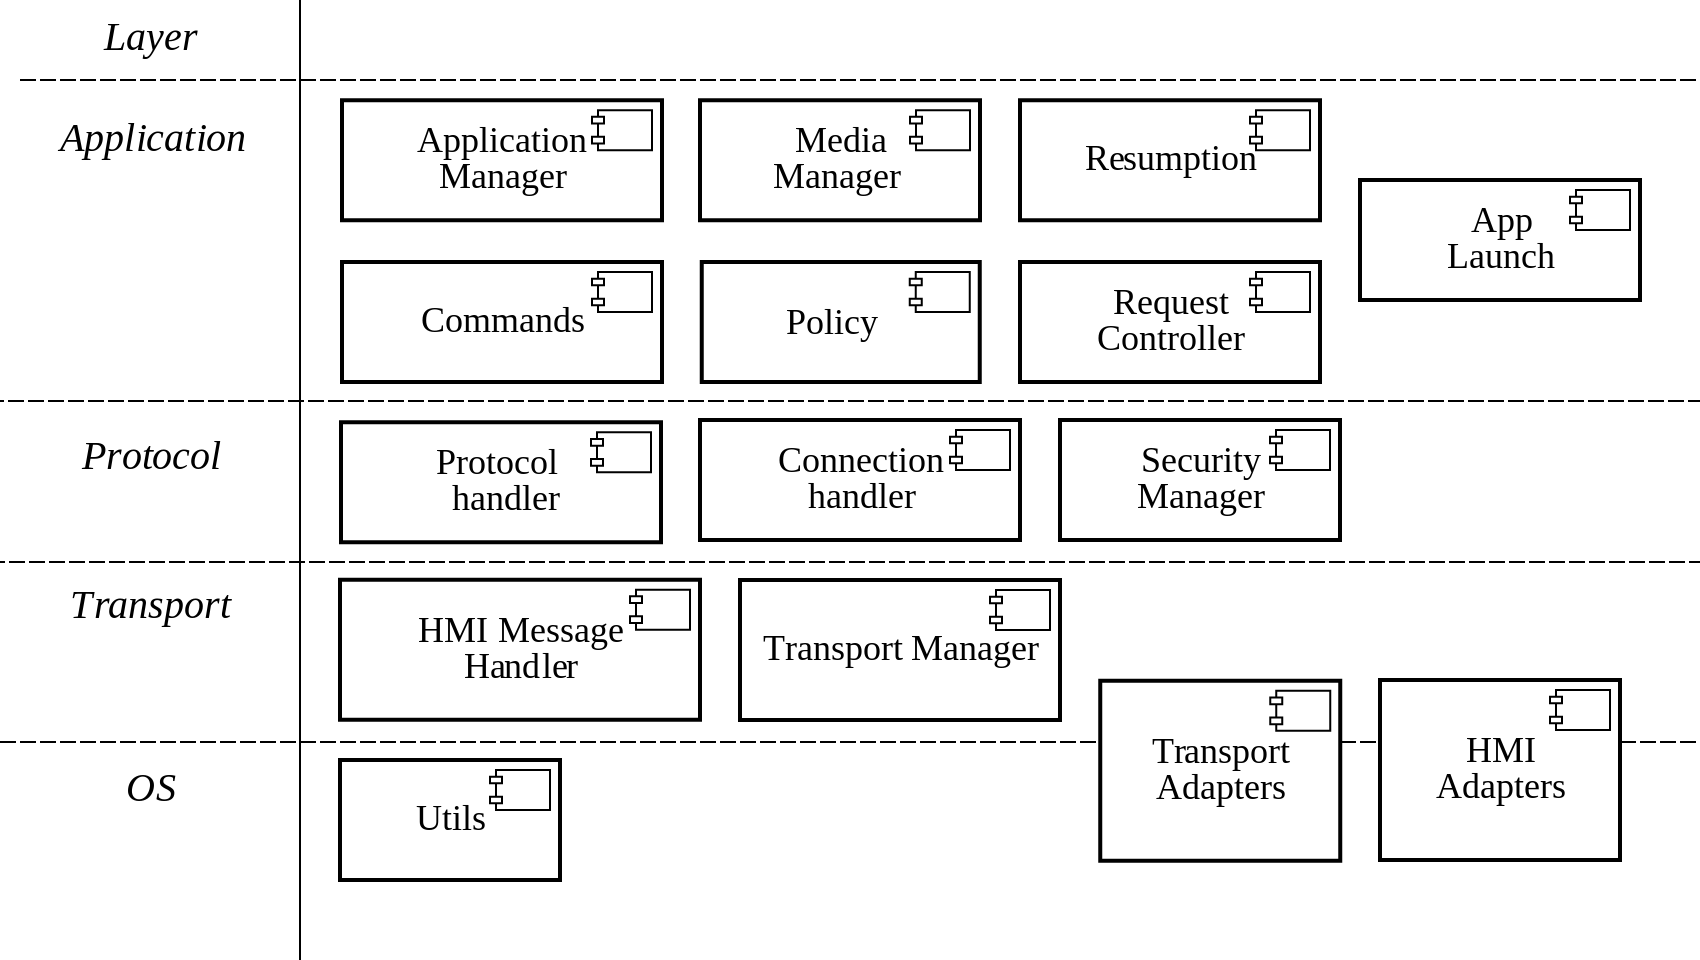 Layer
Application
Application
Manager
Media
Manager
Resumption
App
Launch
Commands
Policy
Request
Controller
Protocol
Protocol
handler
Connection
handler
Security
Manager
Transport
HMI Message
Handler
Transport Manager
Transport
Adapters
HMI
Adapters
OS
Utils